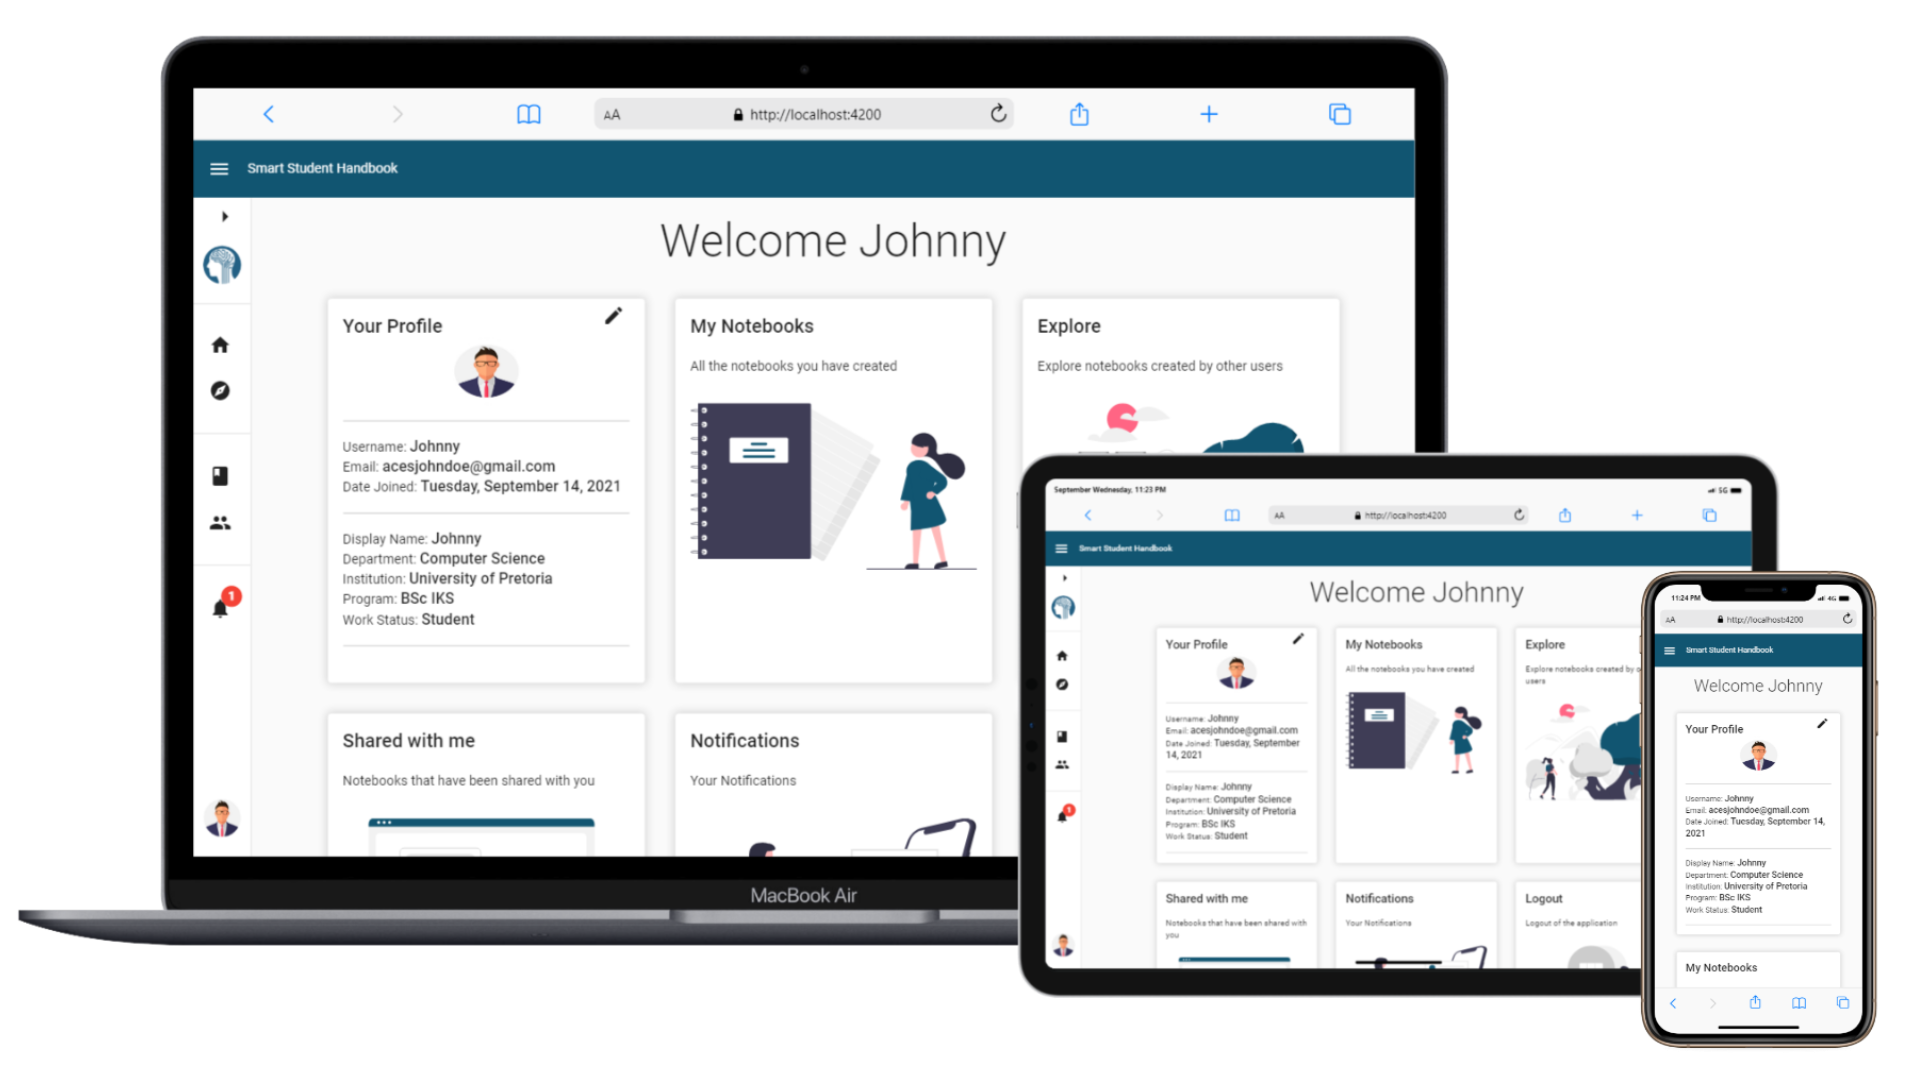 AA http://localhost:4200
Smart Student Handbook
Welcome Johnny
Your Profile
Username: Johnny
Email: acesjohndoe@gmail.com
Date Joined: Tuesday, September 14, 2021
Display Name: Johnny
Department: Computer Science
Institution: University of Pretoria
Program: BSc IKS
Work Status: Student
My Notebooks
All the notebooks you have created
Explore
Explore notebooks created by other users
1
Shared with me
Notebooks that have been shared with you
Notifications
Your Notifications
MacBook Air
September Wednesday, 11:23 PM
5G
AA http://localhost:4200
Smart Student Handbook
Welcome Johnny
Your Profile
Username: Johnny
Email: acesjohndoe@gmail.com
Date Joined: Tuesday, September
14, 2021
Display Name: Johnny
Department: Computer Science
Institution: University of Pretoria
Program: BSc IKS
Work Status: Student
My Notebooks
All the notebooks you have created
Explore
Explore notebooks created by
users
1
Shared with me
Notebooks that have been shared with
you
Notifications
Your Notifications
Logout
Logout of the application
11:24 PM
4G
AA http://localhost:4200
Smart Student Handbook
Welcome Johnny
Your Profile
Username: Johnny
Email: acesjohndoe@gmail.com
Date Joined: Tuesday, September 14,
2021
Display Name: Johnny
Department: Computer Science
Institution: University of Pretoria
Program: BSc IKS
Work Status: Student
My Notebooks